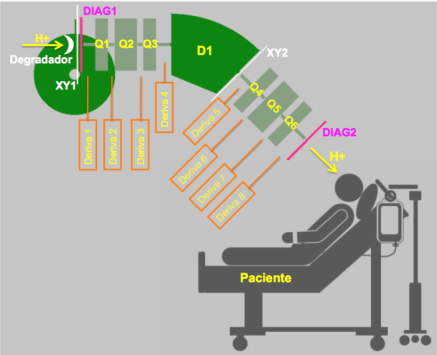 DIAG1
H+
Degradador
XY1
Q1
Q2
Q3
D1
XY2
Q4
Q5
Q6
DIAG2
H+
Deriva 1
Deriva 2
Deriva 3
Deriva 4
Deriva 5
Deriva 6
Deriva 7
Deriva 8
Paciente